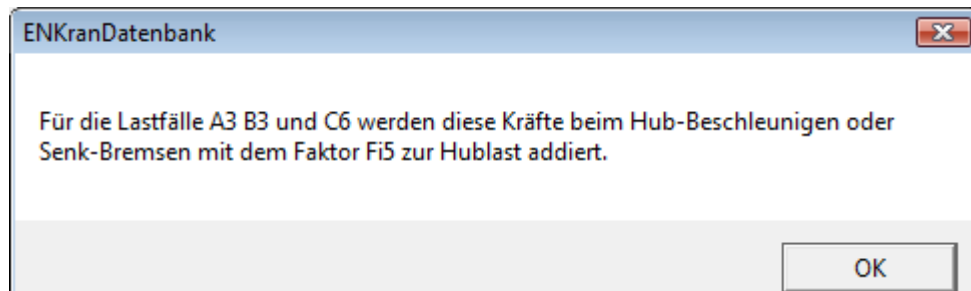 ENKranDatenbank
Für die Lastfälle A3 B3 und C6 werden diese Kräfte beim Hub-Beschleunigen oder
Senk-Bremsen mit dem Faktor Fi5 zur Hublast addiert.
OK